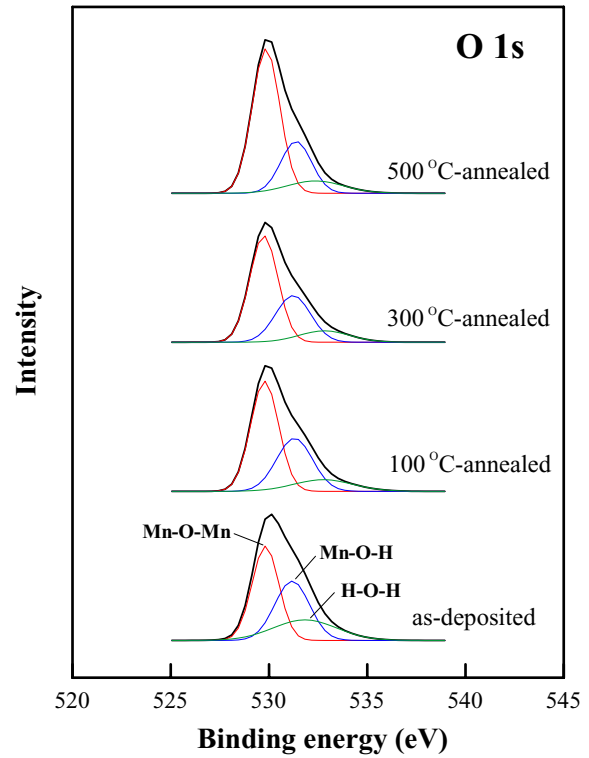 O 1s
500 °C-annealed
300 °C-annealed
100 °C-annealed
Mn-O-Mn
Mn-O-H
H-O-H
as-deposited
Intensity
520 525 530 535 540 545
Binding energy (eV)